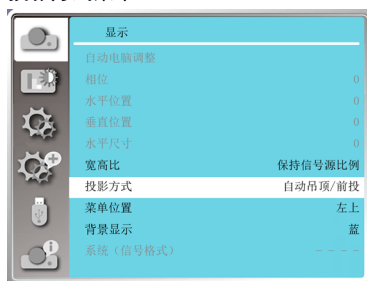 显示
自动电脑调整
相位 0
水平位置 0
垂直位置 0
水平尺寸 0
宽高比 保持信号源比例
投影方式 自动吊顶/前投
菜单位置 左上
背景显示 蓝
系统（信号格式） - - - -